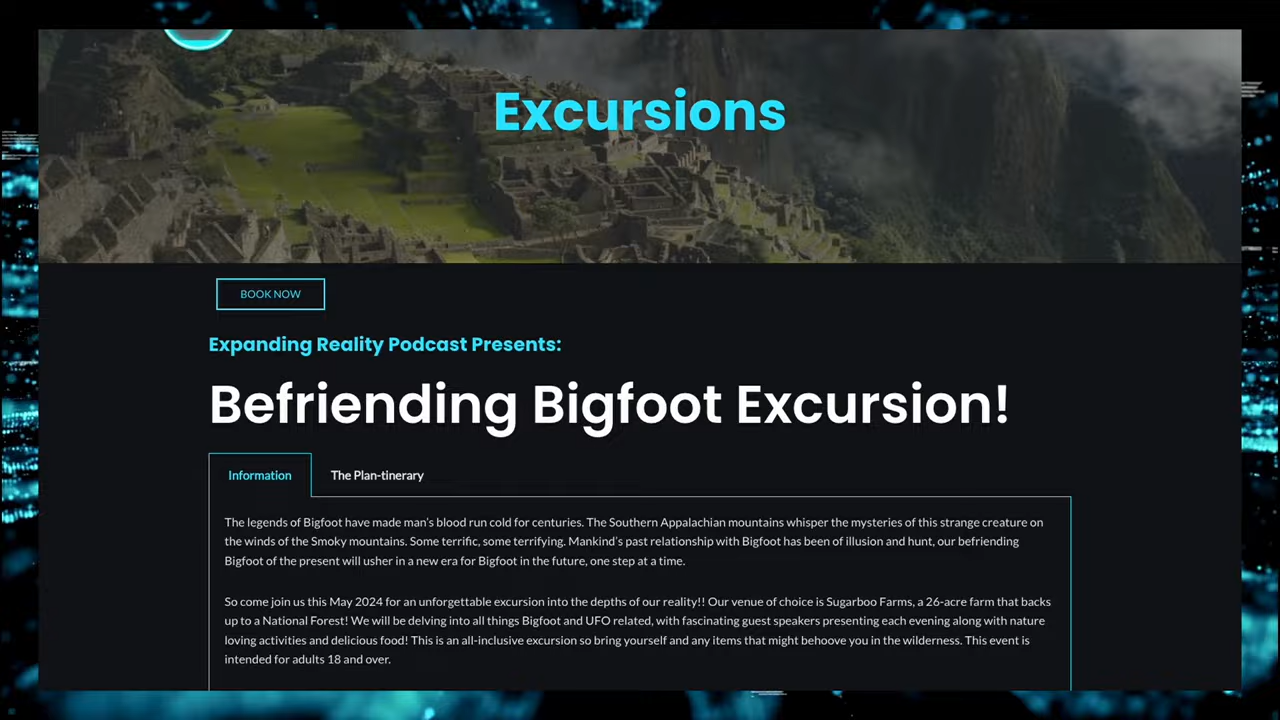 Excursions
BOOK NOW
Expanding Reality Podcast Presents:
Befriending Bigfoot Excursion!
Information
The Plan-tinerary
The legends of Bigfoot have made man's blood run cold for centuries. The Southern Appalachian mountains whisper the mysteries of this strange creature on
the winds of the Smoky mountains. Some terrific, some terrifying. Mankind's past relationship with Bigfoot has been of illusion and hunt, our befriending
Bigfoot of the present will usher in a new era for Bigfoot in the future, one step at a time.
So come join us this May 2024 for an unforgettable excursion into the depths of our reality!! Our venue of choice is Sugarboo Farms, a 26-acre farm that backs
up to a National Forest! We will be delving into all things Bigfoot and UFO related, with fascinating guest speakers presenting each evening along with nature
loving activities and delicious food! This is an all-inclusive excursion so bring yourself and any items that might behoove you in the wilderness. This event is
intended for adults 18 and over.